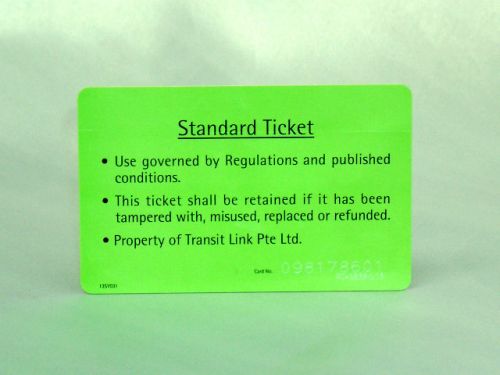 Standard Ticket
• Use governed by Regulations and published
conditions.
• This ticket shall be retained if it has been
tampered with, misused, replaced or refunded.
• Property of Transit Link Pte Ltd.
Card No. 098178601